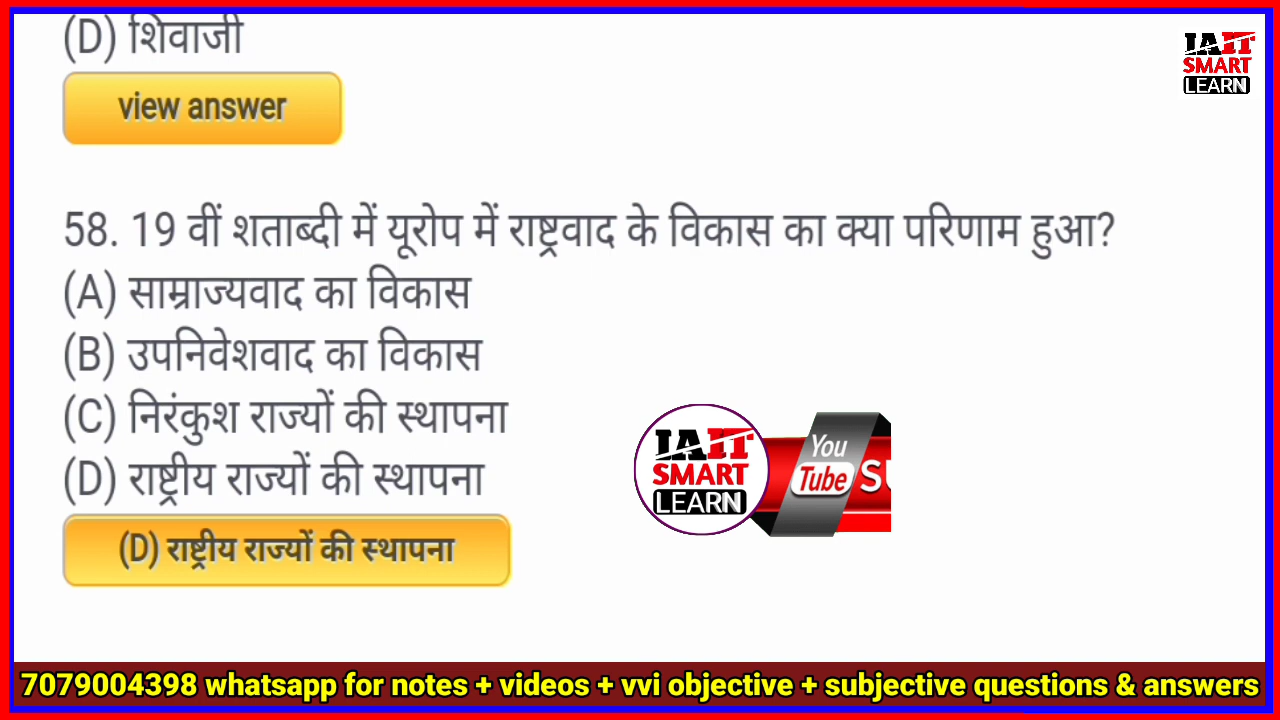 (D) शिवाजी
IAIT
SMART
LEARN
view answer
58. 19 वीं शताब्दी में यूरोप में राष्ट्रवाद के विकास का क्या परिणाम हुआ?
(A) साम्राज्यवाद का विकास
(B) उपनिवेशवाद का विकास
(C) निरंकुश राज्यों की स्थापना
(D) राष्ट्रीय राज्यों की स्थापना
IAIT
SMART
LEARN
You
Tube
SU
(D) राष्ट्रीय राज्यों की स्थापना
7079004398 whatsapp for notes + videos + vvi objective + subjective questions & answers